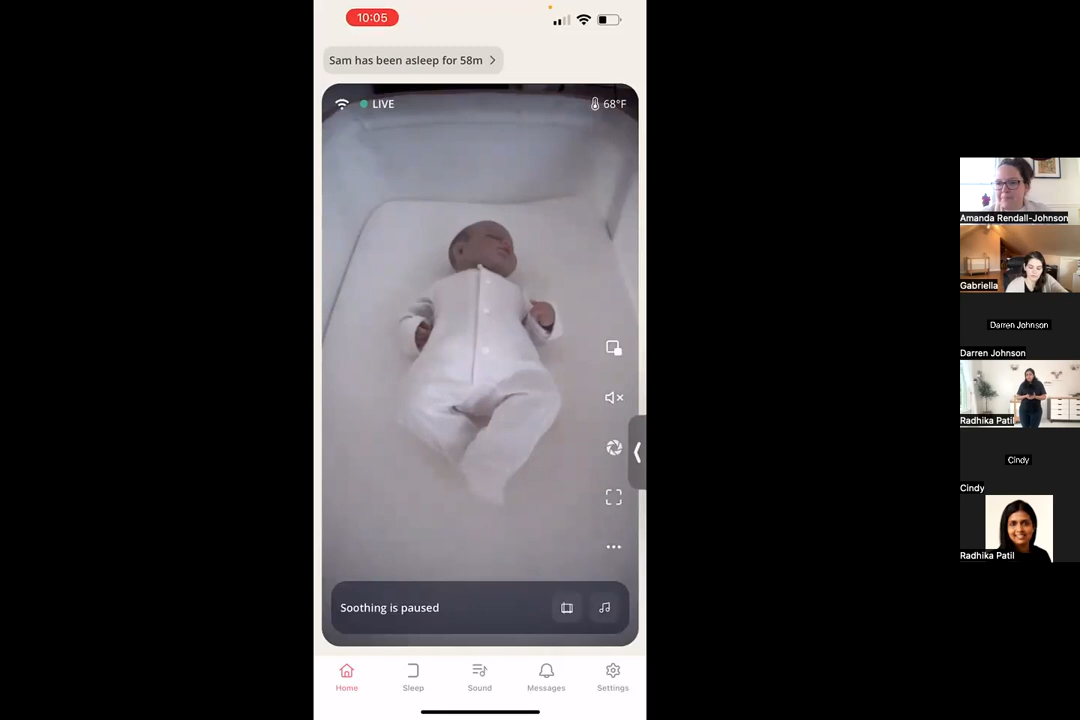 10:05
Sam has been asleep for 58m
LIVE
68°F
Soothing is paused
Home
Sleep
Sound
Messages
Settings
Amanda Rendall-Johnson
Gabriella
Darren Johnson
Darren Johnson
Radhika Patil
Cindy
Cindy
Radhika Patil